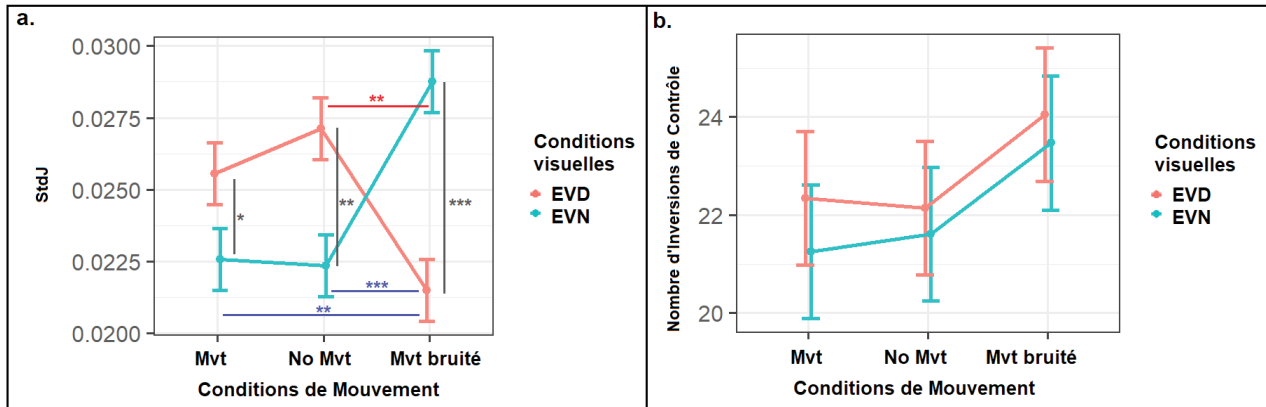 a.
StdJ
0.0300
0.0275
0.0250
0.0225
0.0200
**
*
**
***
***
**
Mvt No Mvt Mvt bruité
Conditions de Mouvement
Conditions
visuelles
EVD
EVN
b.
Nombre d'Inversions de Contrôle
24
22
20
Mvt No Mvt Mvt bruité
Conditions de Mouvement
Conditions
visuelles
EVD
EVN